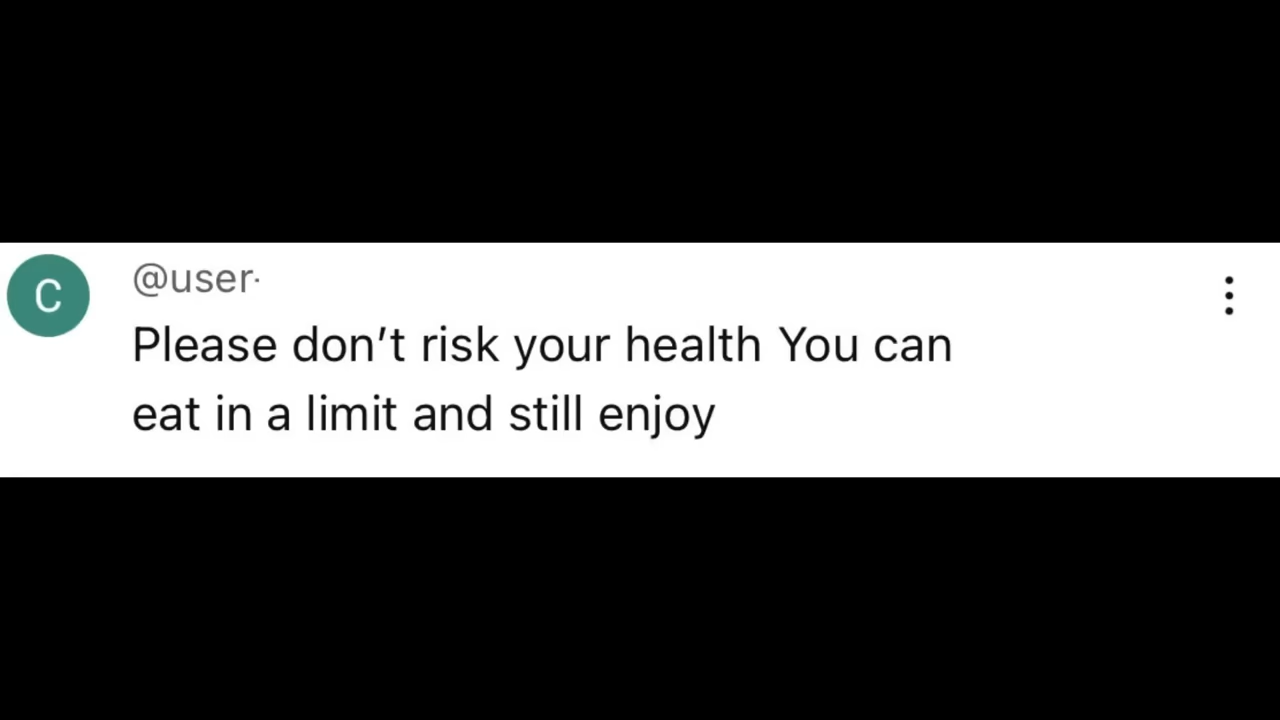 C
@user·
Please don’t risk your health You can
eat in a limit and still enjoy